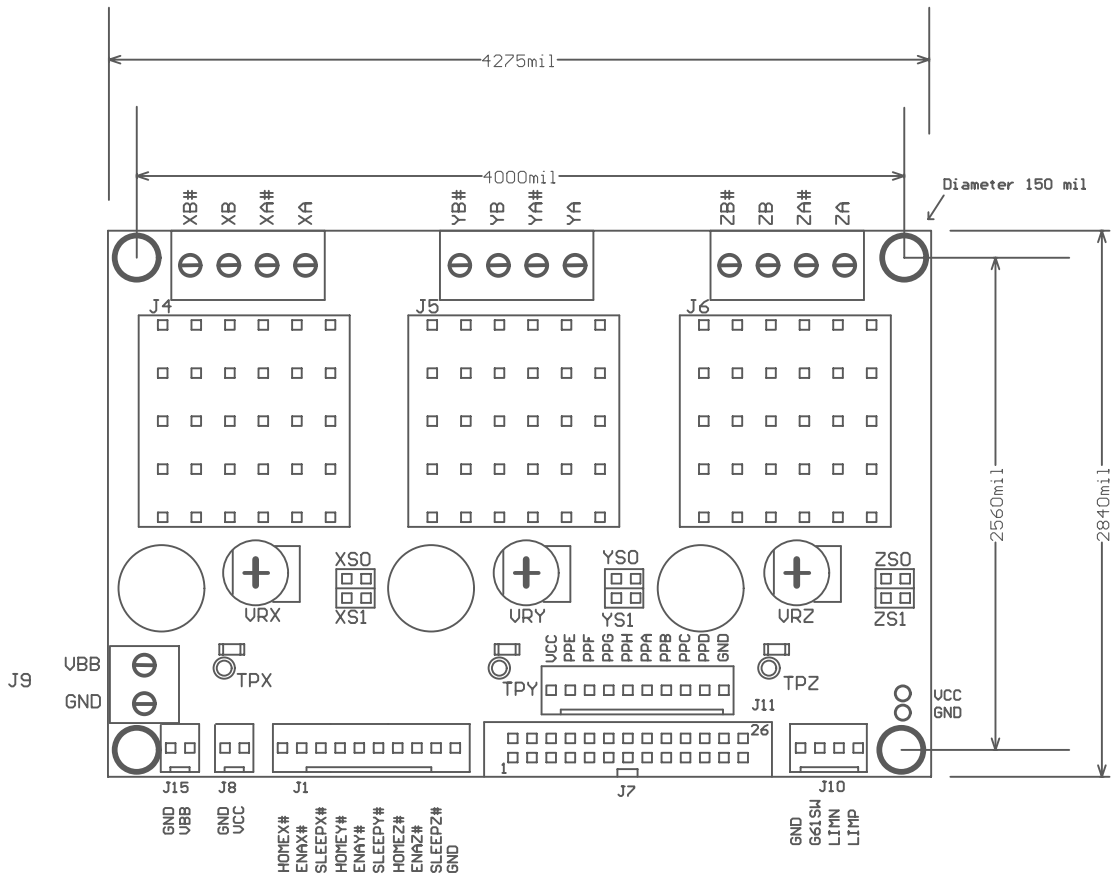 4275mil
4000mil
Diameter 150 mil
XB#
XB
XA#
XA
YB#
YB
YA#
YA
ZB#
ZB
ZA#
ZA
J4
J5
J6
2560mil
2840mil
XS0
YS0
ZS0
VRX
XS1
VRY
YS1
VRZ
ZS1
VCC
PPE
PPF
PPG
PPH
PPA
PPB
PPC
PPD
GND
J9
VBB
GND
TPX
TPY
TPZ
VCC
GND
J11
26
1
J15
J8
J1
J7
J10
GND
VBB
GND
VCC
HOMEX#
ENAX#
SLEEPX#
HOMEY#
ENAY#
SLEEPY#
HOMEZ#
ENAZ#
SLEEPZ#
GND
GND
G61SW
LIMN
LIMP